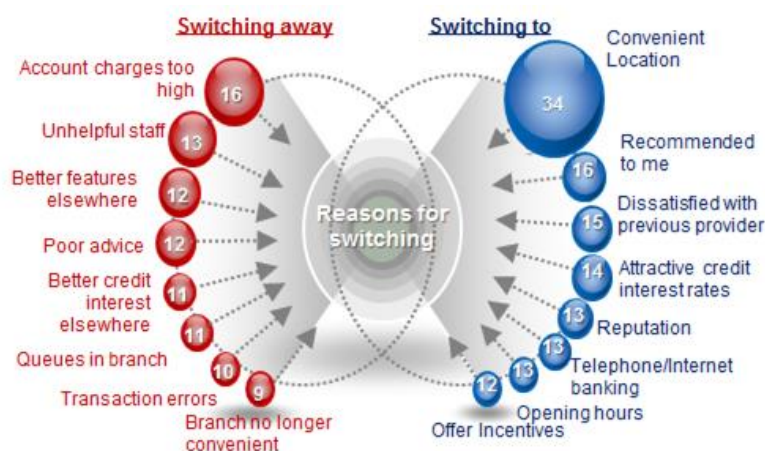 Switching away
Account charges too
high
16
Unhelpful staff
13
Better features
elsewhere
12
Poor advice
12
Better credit
interest
elsewhere
11
Queues in branch
11
Transaction errors
10
Branch no longer
convenient
9
Reasons for
switching
Switching to
Convenient
Location
34
Recommended
to me
16
Dissatisfied with
previous provider
15
Attractive credit
interest rates
14
Reputation
13
Telephone/Internet
banking
13
Opening hours
13
Offer Incentives
12